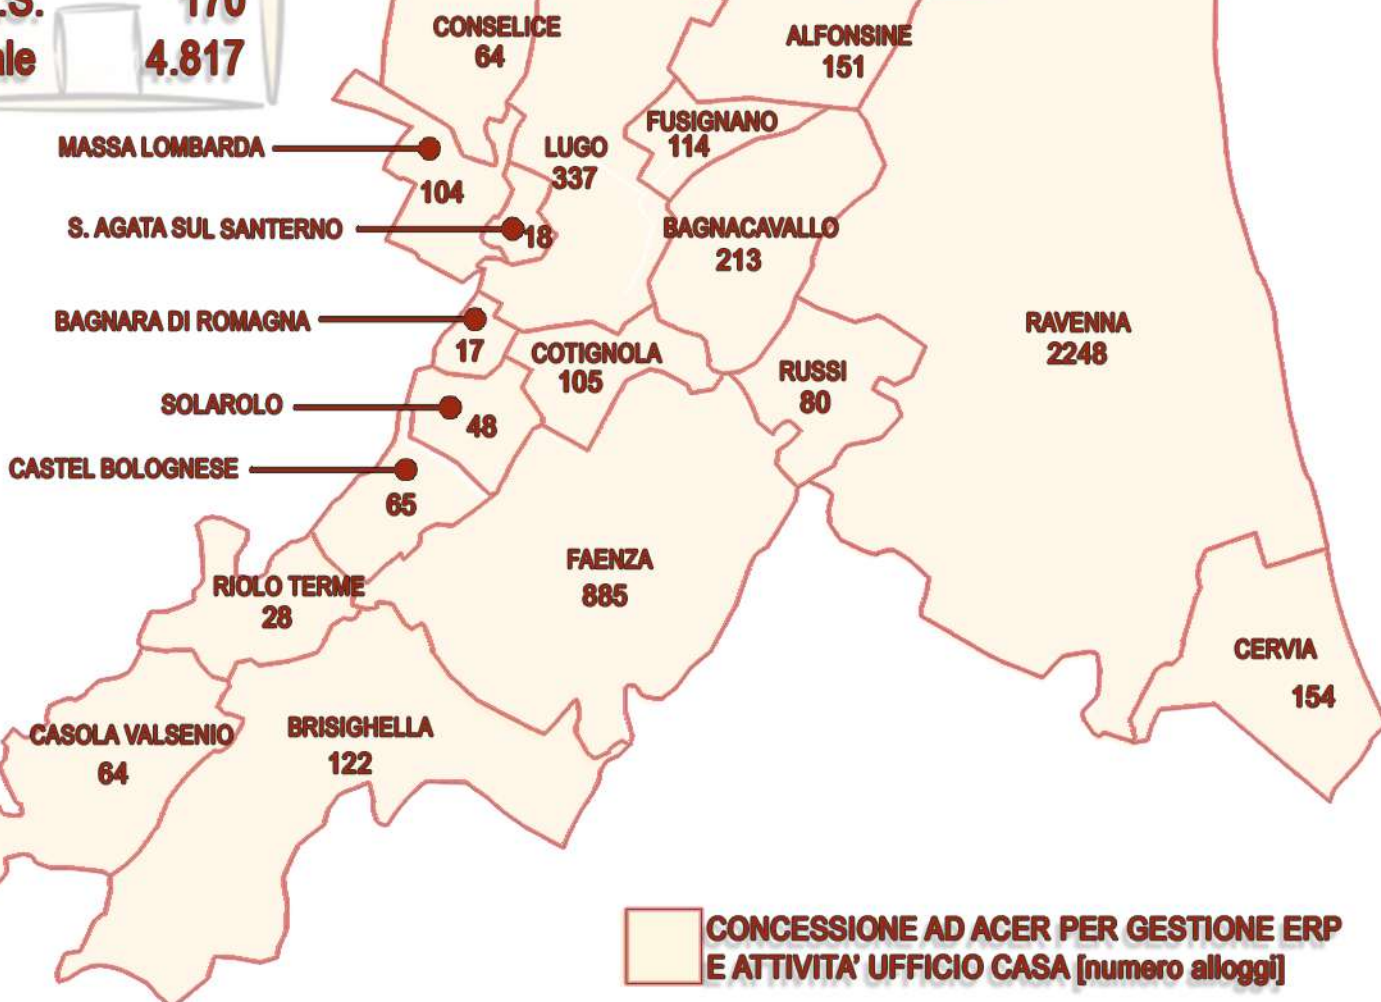 .S. 170
ale 4.817
CONSELICE
64
ALFONSINE
151
MASSA LOMBARDA
104
LUGO
337
FUSIGNANO
114
S. AGATA SUL SANTERNO
18
BAGNACAVALLO
213
BAGNARA DI ROMAGNA
17
COTIGNOLA
105
RAVENNA
2248
RUSSI
80
SOLAROLO
48
CASTEL BOLOGNESE
65
FAENZA
885
RIOLO TERME
28
CERVIA
154
CASOLA VALSENIO
64
BRISIGHELLA
122
CONCESSIONE AD ACER PER GESTIONE ERP
E ATTIVITA' UFFICIO CASA [numero alloggi]